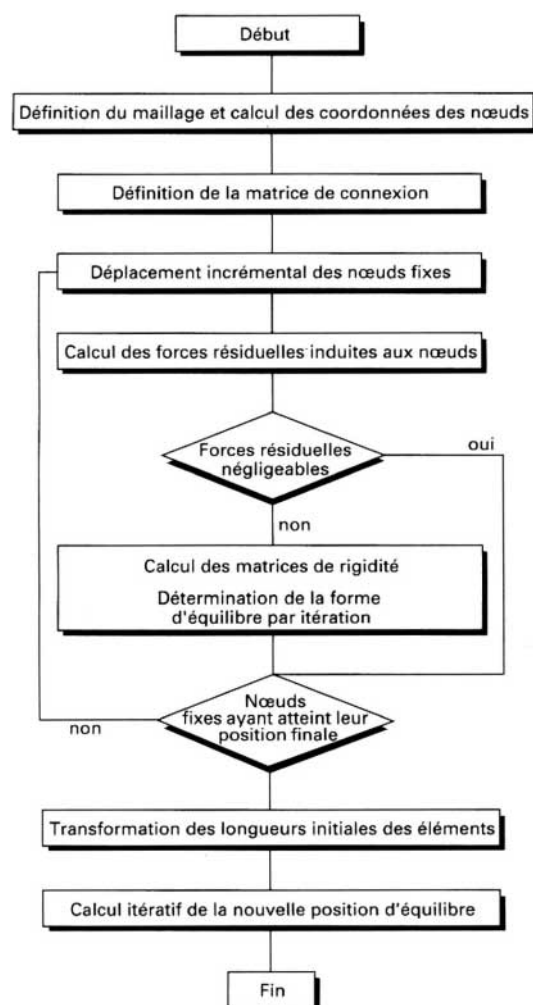 Début
Définition du maillage et calcul des coordonnées des nœuds
Définition de la matrice de connexion
Déplacement incrémental des nœuds fixes
Calcul des forces résiduelles induites aux nœuds
Forces résiduelles
négligeables
oui
non
Calcul des matrices de rigidité
Détermination de la forme
d'équilibre par itération
Nœuds
fixes ayant atteint leur
position finale
non
Transformation des longueurs initiales des éléments
Calcul itératif de la nouvelle position d'équilibre
Fin